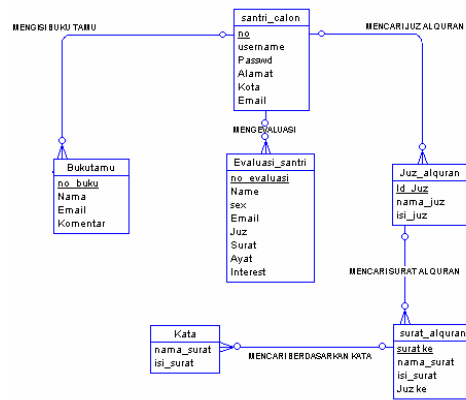 santri_calon
no
username
Passwd
Alamat
Kota
Email
MENGISI BUKU TAMU
MENCARI JUZ ALQURAN
MENGEVALUASI
Bukutamu
no_buku
Nama
Email
Komentar
Evaluasi_santri
no_evaluasi
Name
sex
Email
Juz
Surat
Ayat
Interest
Juz_alquran
Id_Juz
nama_juz
isi_juz
MENCARI SURAT ALQURAN
Kata
nama_surat
isi_surat
MENCARI BERDASARKAN KATA
surat_alquran
surat ke
nama_surat
isi_surat
Juz ke